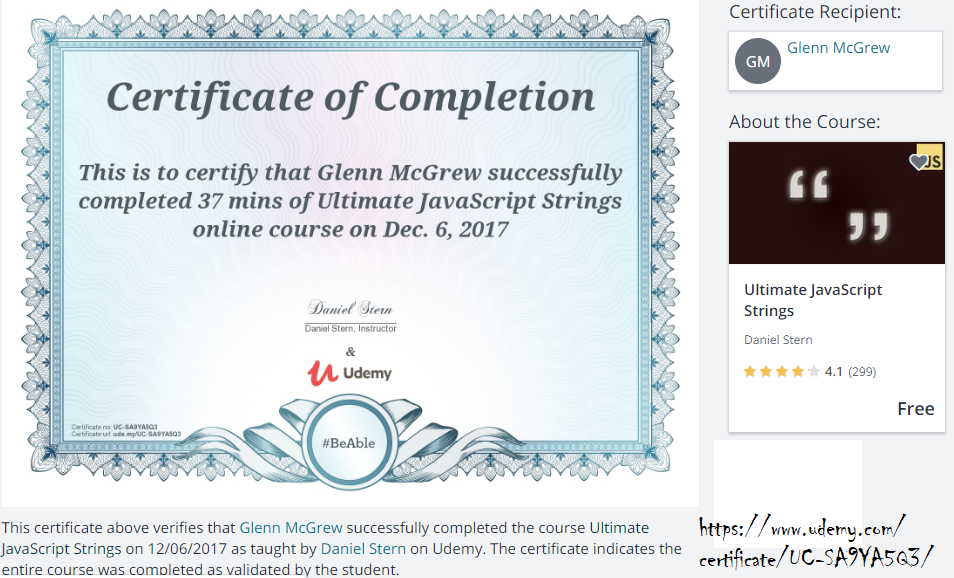 Certificate of Completion
This is to certify that Glenn McGrew successfully
completed 37 mins of Ultimate JavaScript Strings
online course on Dec. 6, 2017
Daniel Stern
Daniel Stern, Instructor
&
Udemy
Certificate no: UC-SA9YA5Q3
Certificate url: ude.my/UC-SA9YA5Q3
#BeAble
This certificate above verifies that Glenn McGrew successfully completed the course Ultimate
JavaScript Strings on 12/06/2017 as taught by Daniel Stern on Udemy. The certificate indicates the
entire course was completed as validated by the student.
Certificate Recipient:
GM
Glenn McGrew
About the Course:
JS
“
”
Ultimate JavaScript
Strings
Daniel Stern
4.1 (299)
Free
https://www.udemy.com/
certificate/UC-SA9YA5Q3/